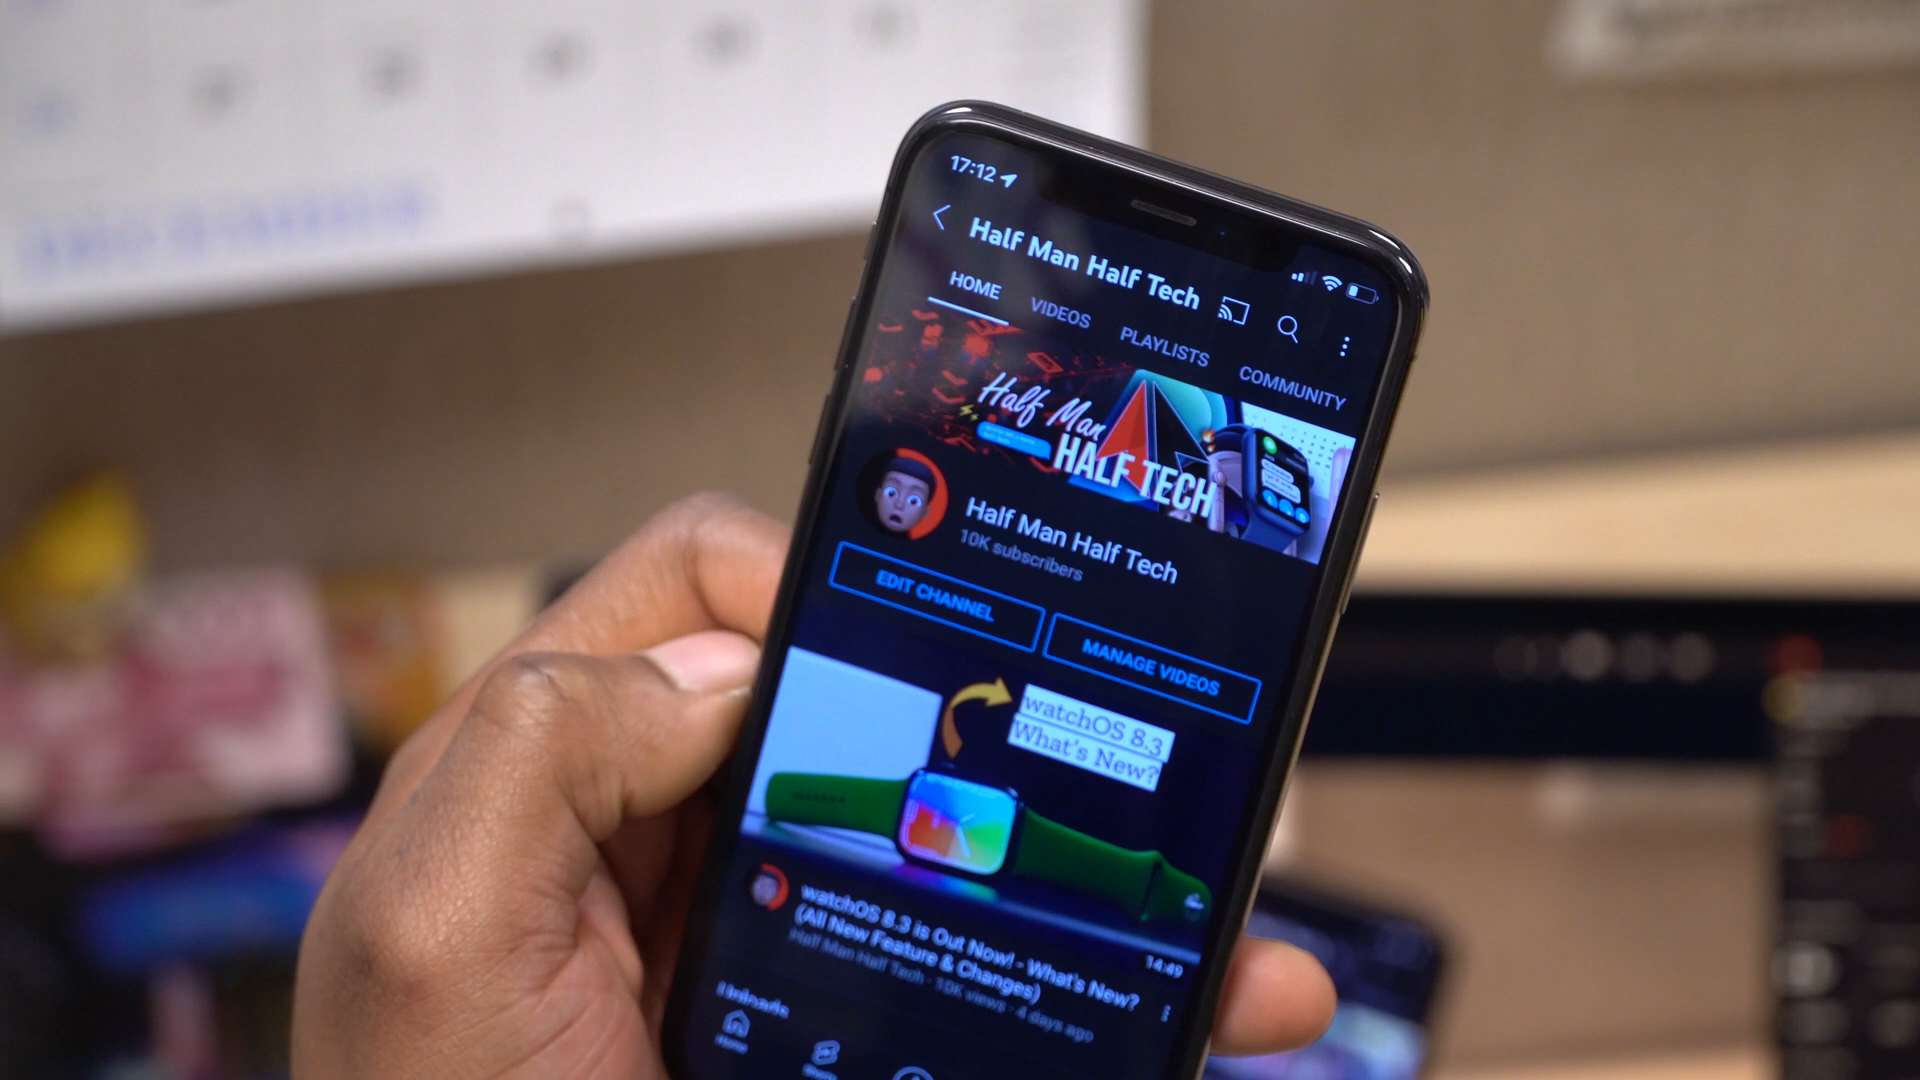 17:12
Half Man Half Tech
HOME VIDEOS PLAYLISTS COMMUNITY
Half Man
HALF TECH
Half Man Half Tech
10K subscribers
EDIT CHANNEL MANAGE VIDEOS
watchOS 8.3
What's New?
14:49
watchOS 8.3 is Out Now! - What's New?
(All New Feature & Changes)
Half Man Half Tech · 10K views · 4 days ago
Uploads
Home